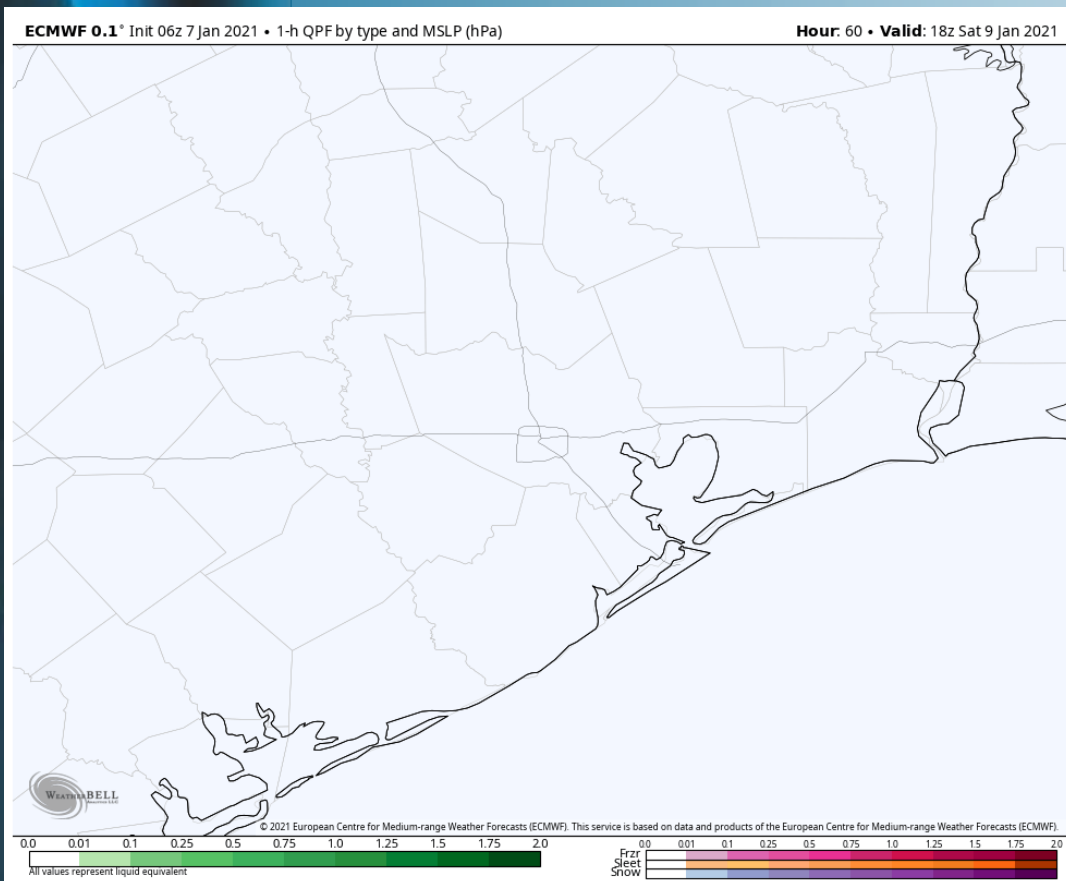 ECMWF 0.1° Init 06z 7 Jan 2021 • 1-h QPF by type and MSLP (hPa) Hour: 60 • Valid: 18z Sat 9 Jan 2021
WEATHERBELL
Analytics LLC
© 2021 European Centre for Medium-range Weather Forecasts (ECMWF). This service is based on data and products of the European Centre for Medium-range Weather Forecasts (ECMWF).
0.0 0.01 0.1 0.25 0.5 0.75 1.0 1.25 1.5 1.75 2.0
All values represent liquid equivalent
0.0 0.01 0.1 0.25 0.5 0.75 1.0 1.25 1.5 1.75 2.0
Frzr
Sleet
Snow